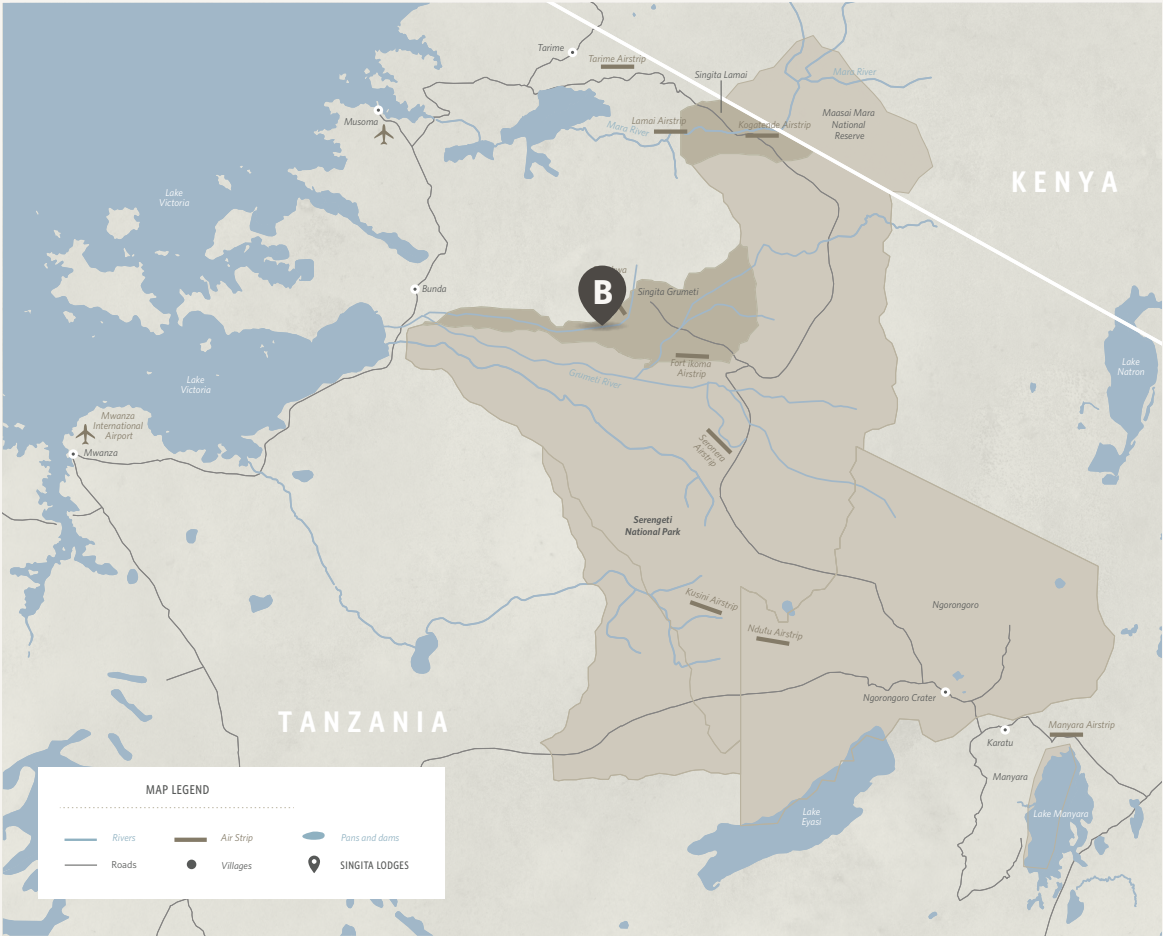 Tarime
Tarime Airstrip
Singita Lamai
Mara River
Musoma
Lamai Airstrip
Mara River
Kogatende Airstrip
Maasai Mara
National
Reserve
KENYA
Lake
Victoria
Bunda
B
Singita Grumeti
Lake
Natron
Fort Ikoma
Airstrip
Grumeti River
Lake
Victoria
Mwanza
International
Airport
Mwanza
Seronera
Airstrip
Serengeti
National Park
Kusini Airstrip
Ngorongoro
Ndutu Airstrip
Ngorongoro Crater
TANZANIA
Manyara Airstrip
Karatu
Manyara
Lake
Eyasi
Lake Manyara
MAP LEGEND
Rivers
Air Strip
Pans and dams
Roads
Villages
SINGITA LODGES